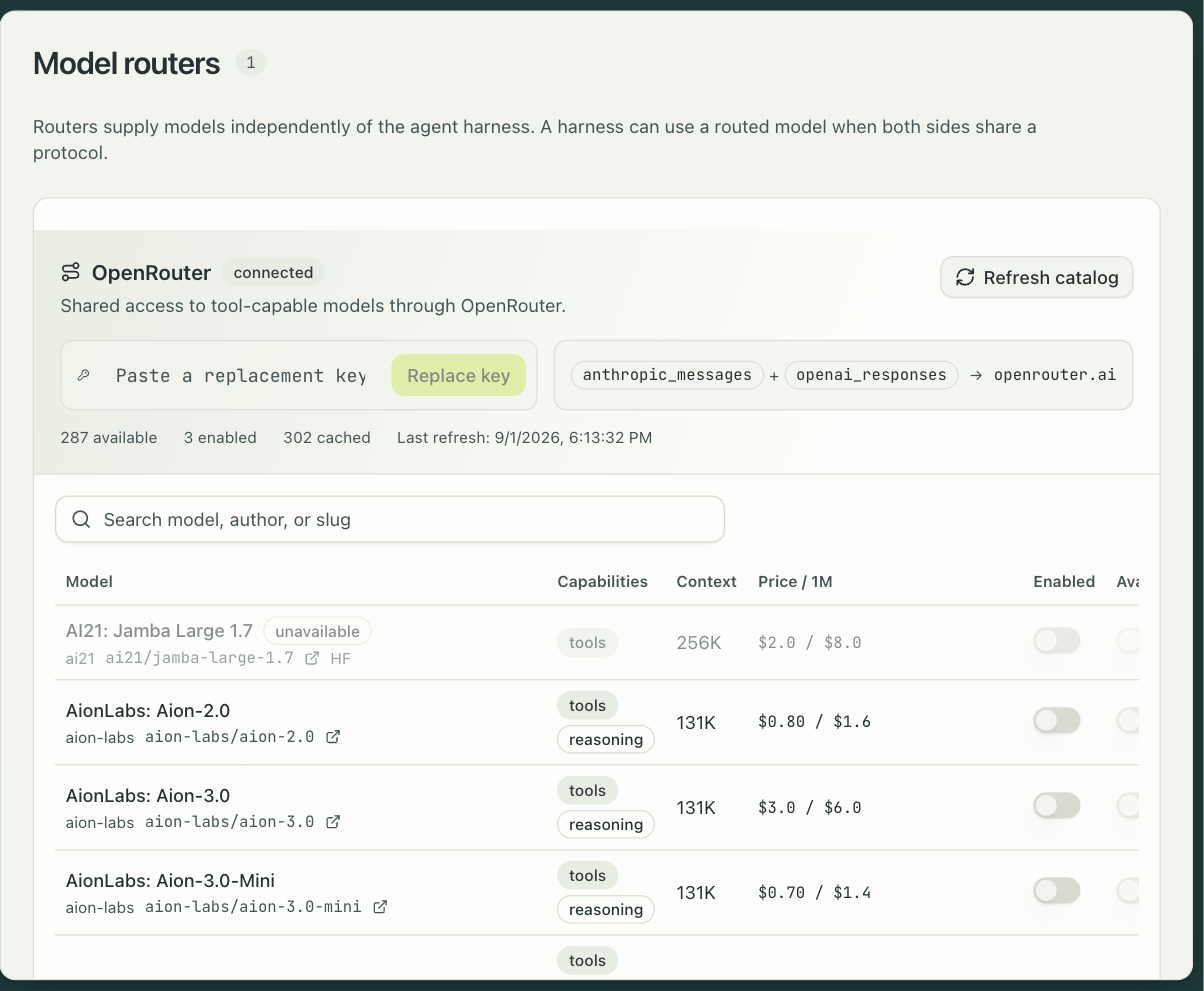 Model routers 1
Routers supply models independently of the agent harness. A harness can use a routed model when both sides share a
protocol.
OpenRouter connected
Refresh catalog
Shared access to tool-capable models through OpenRouter.
Paste a replacement key Replace key anthropic_messages + openai_responses → openrouter.ai
287 available 3 enabled 302 cached Last refresh: 9/1/2026, 6:13:32 PM
Search model, author, or slug
Model Capabilities Context Price / 1M Enabled Ava
AI21: Jamba Large 1.7 unavailable
tools 256K $2.0 / $8.0
ai21 ai21/jamba-large-1.7 HF
AionLabs: Aion-2.0
aion-labs aion-labs/aion-2.0
tools
reasoning
131K $0.80 / $1.6
AionLabs: Aion-3.0
aion-labs aion-labs/aion-3.0
tools
reasoning
131K $3.0 / $6.0
AionLabs: Aion-3.0-Mini
aion-labs aion-labs/aion-3.0-mini
tools
reasoning
131K $0.70 / $1.4
tools